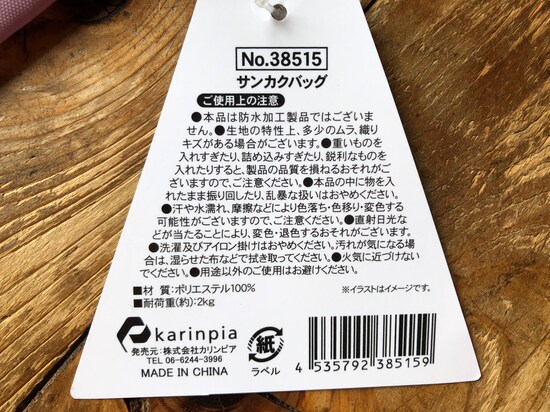 No.38515
サンカクバッグ
ご使用上の注意
●本品は防水加工製品ではございま
せん。●生地の特性上、多少のムラ、織り
キズがある場合がございます。●重いものを
入れすぎたり、詰め込みすぎたり、鋭利なものを
入れたりすると、製品の品質を損ねるおそれがご
ざいますので、ご注意ください。●本品の中に物を入
れたまま振り回したり、乱暴な扱いはおやめください。
●汗や水濡れ、摩擦などにより色落ち・色移り・変色する
可能性がございますので、ご注意ください。●直射日光な
どが当たることにより、変色・退色するおそれがございます。
●洗濯及びアイロン掛けはおやめください。汚れが気になる場
合は、湿らせた布などで拭き取ってください。●火気に近づけない
でください。●用途以外のご使用はお避けください。
■材 質:ポリエステル100%
※イラストはイメージです。
■耐荷重(約):2kg
karinpia
発売元:株式会社カリンピア
TEL 06-6244-3996
MADE IN CHINA
紙
ラベル
4 535792 385159